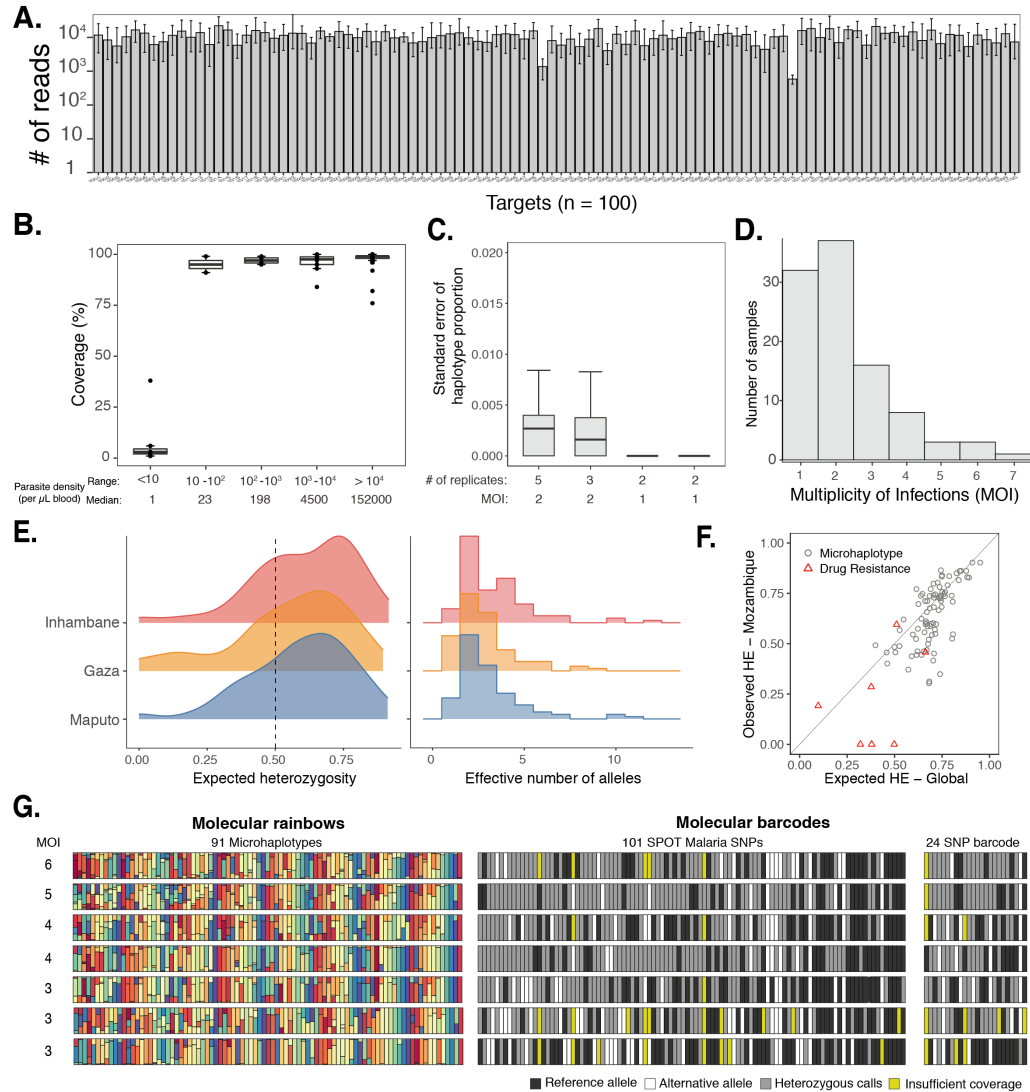 A.
# of reads
10⁴
10³
10²
10
1
Targets (n = 100)
B.
Coverage (%)
100
75
50
25
0
Parasite density
(per µL blood)
Range: <10 10 -10² 10²-10³ 10³-10⁴ > 10⁴
Median: 1 23 198 4500 152000
C.
Standard error of
haplotype proportion
0.020
0.015
0.010
0.005
0.000
# of replicates: 5 3 2 2
MOI: 2 2 1 1
D.
Number of samples
30
20
10
0
1 2 3 4 5 6 7
Multiplicity of Infections (MOI)
E.
Inhambane
Gaza
Maputo
0.00 0.25 0.50 0.75
Expected heterozygosity
5 10
Effective number of alleles
F.
Observed HE – Mozambique
1.00
0.75
0.50
0.25
0.00
Microhaplotype
Drug Resistance
0.00 0.25 0.50 0.75 1.00
Expected HE – Global
G.
Molecular rainbows
Molecular barcodes
MOI
91 Microhaplotypes
101 SPOT Malaria SNPs
24 SNP barcode
6
5
4
4
3
3
3
Reference allele Alternative allele Heterozygous calls Insufficient coverage